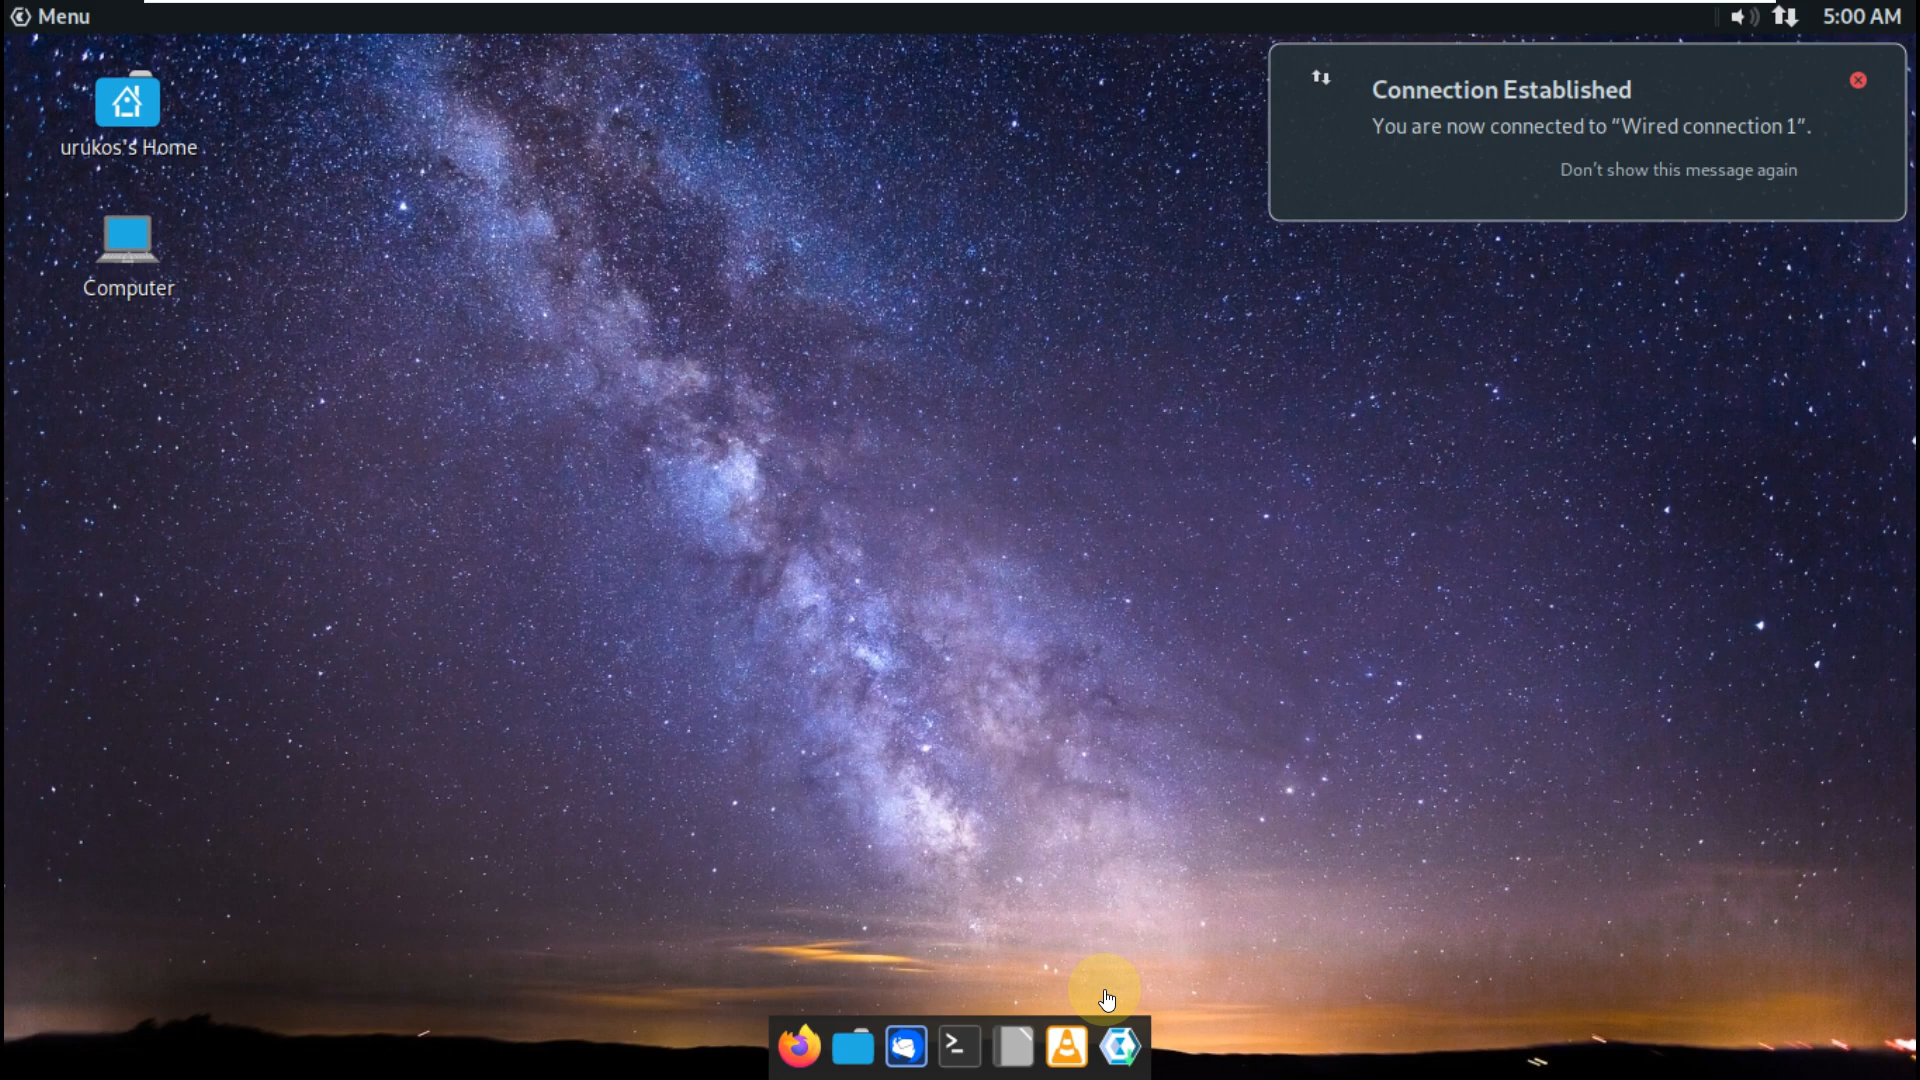 Menu
5:00 AM
Connection Established
You are now connected to “Wired connection 1”.
Don’t show this message again
urukos's Home
Computer